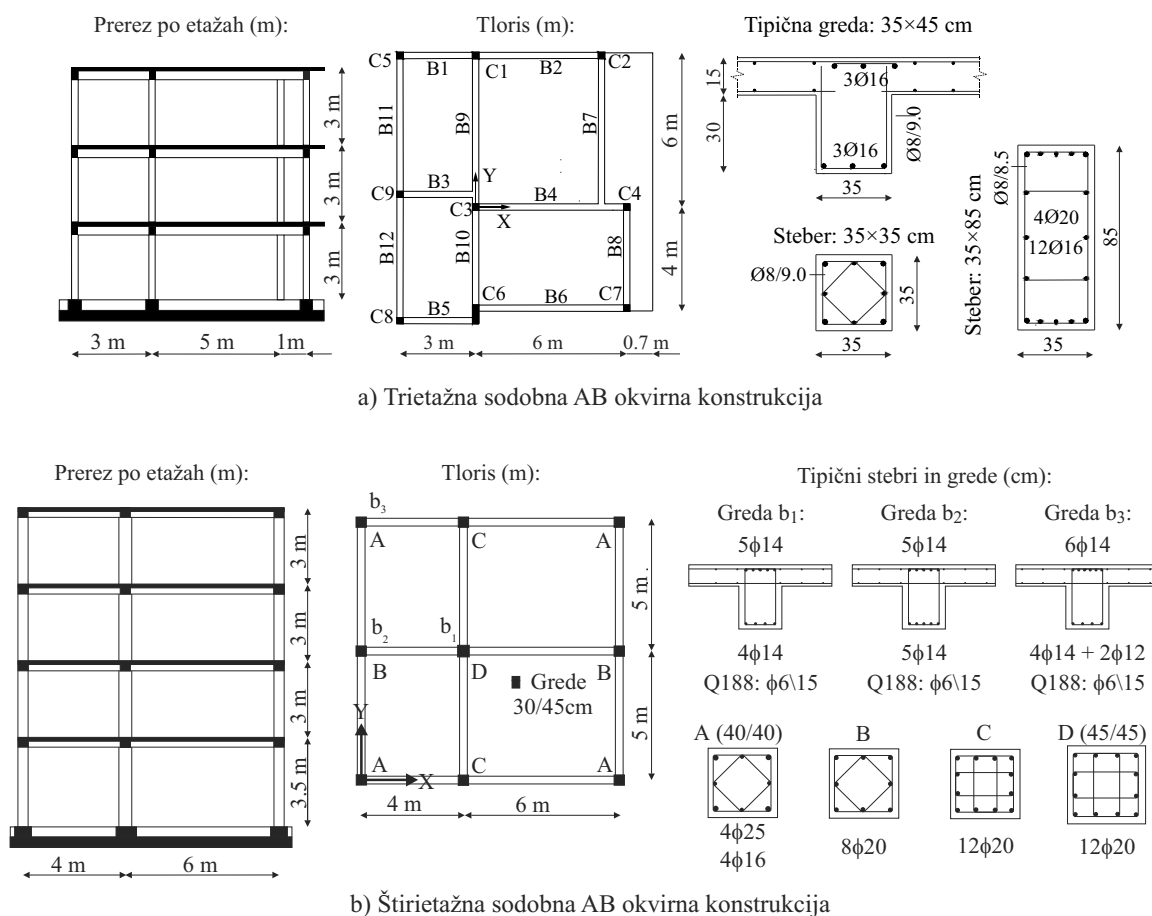 Prerez po etažah (m):
3 m
3 m
3 m
3 m
5 m
1m
Tloris (m):
C5
B1
C1
B2
C2
B11
B9
B7
6 m
B3
Y
C9
C3
X
B4
C4
B12
B10
B8
4 m
C6
B6
C7
B5
C8
3 m
6 m
0.7 m
Tipična greda: 35×45 cm
15
30
3Ø16
3Ø16
Ø8/9.0
35
Steber: 35×35 cm
Ø8/9.0
35
35
Steber: 35×85 cm
Ø8/8.5
4Ø20
12Ø16
85
35
a) Trietažna sodobna AB okvirna konstrukcija
Prerez po etažah (m):
3 m
3 m
3 m
3.5 m
4 m
6 m
Tloris (m):
b3
A
C
A
5 m
b2
b1
B
D
B
Grede
30/45cm
5 m
Y
A
X
C
A
4 m
6 m
Tipični stebri in grede (cm):
Greda b1:
Greda b2:
Greda b3:
5ϕ14
5ϕ14
6ϕ14
4ϕ14
5ϕ14
4ϕ14 + 2ϕ12
Q188: ϕ6\15
Q188: ϕ6\15
Q188: ϕ6\15
A (40/40)
B
C
D (45/45)
4ϕ25
4ϕ16
8ϕ20
12ϕ20
12ϕ20
b) Štirietažna sodobna AB okvirna konstrukcija